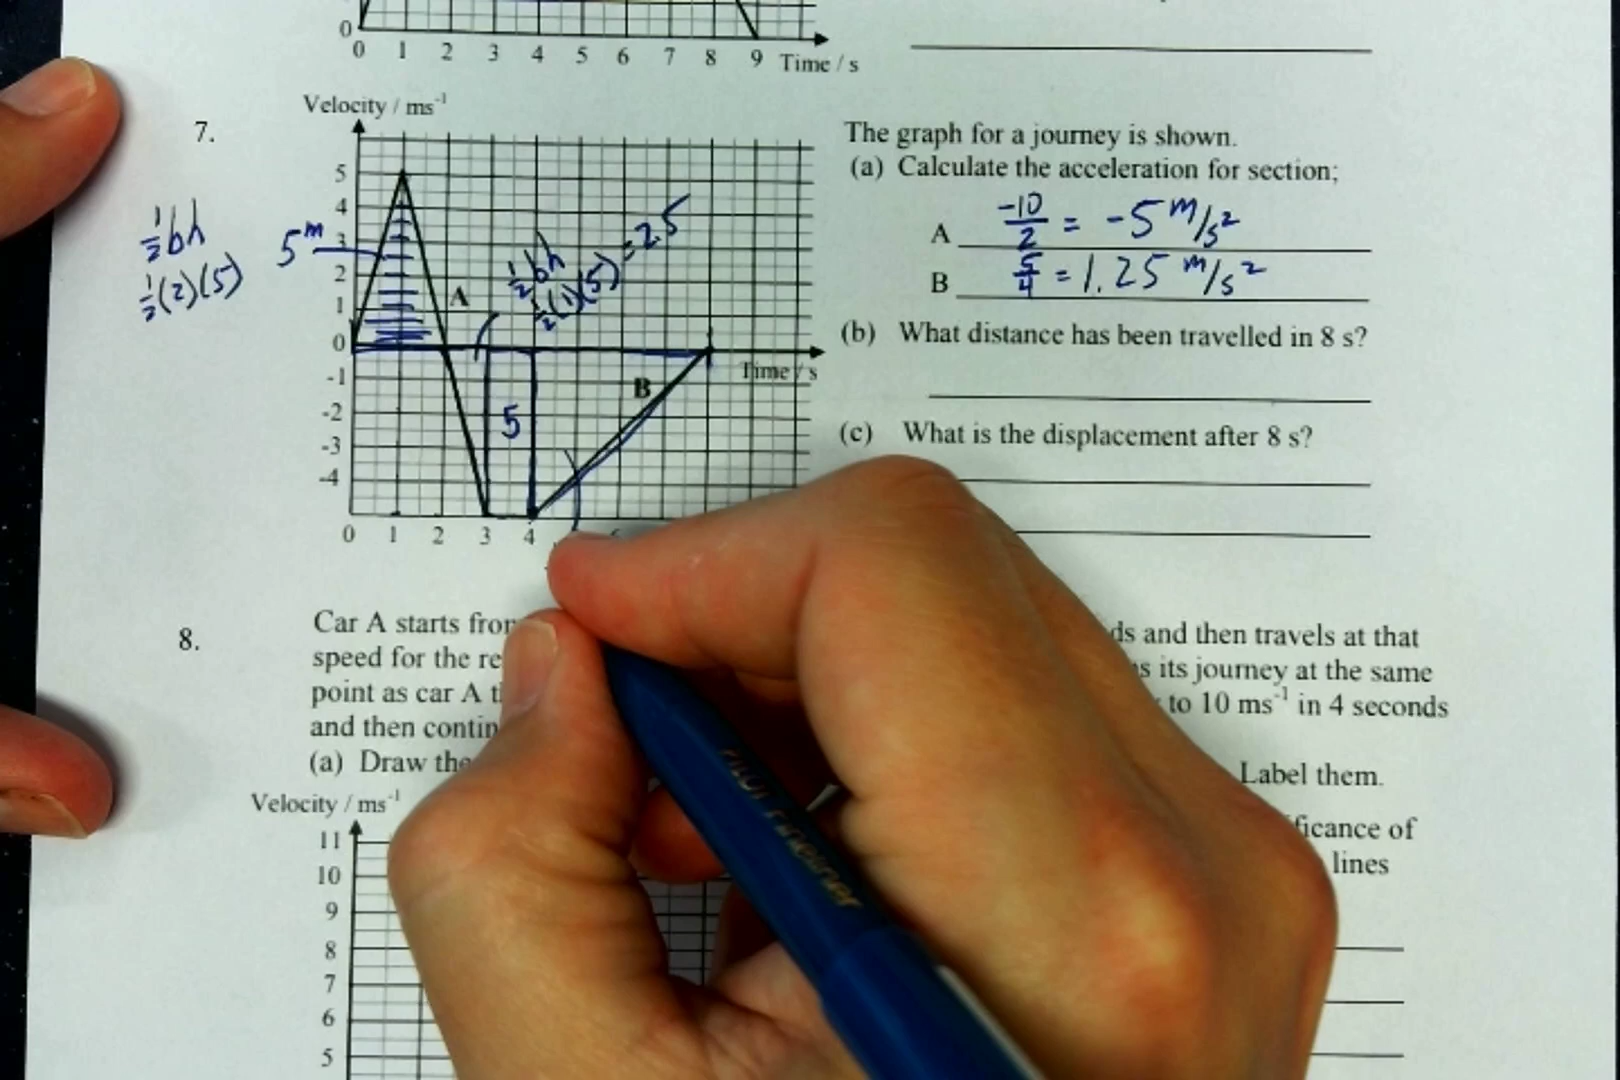 0
0 1 2 3 4 5 6 7 8 9 Time / s
Velocity / ms⁻¹
7.
5
4
3
2
1
0
-1
-2
-3
-4
0 1 2 3 4
A
B
Time / s
½bh
½(2)(5)
5 m
½bh
½(1)(5) = 2.5
5
The graph for a journey is shown.
(a) Calculate the acceleration for section;
A -10/2 = -5 m/s²
B 5/4 = 1.25 m/s²
(b) What distance has been travelled in 8 s?
(c) What is the displacement after 8 s?
8.
Car A starts from ds and then travels at that
speed for the re s its journey at the same
point as car A t to 10 ms⁻¹ in 4 seconds
and then contin
(a) Draw the Label them.
ficance of
lines
Velocity / ms⁻¹
11
10
9
8
7
6
5
PILOT Fineliner